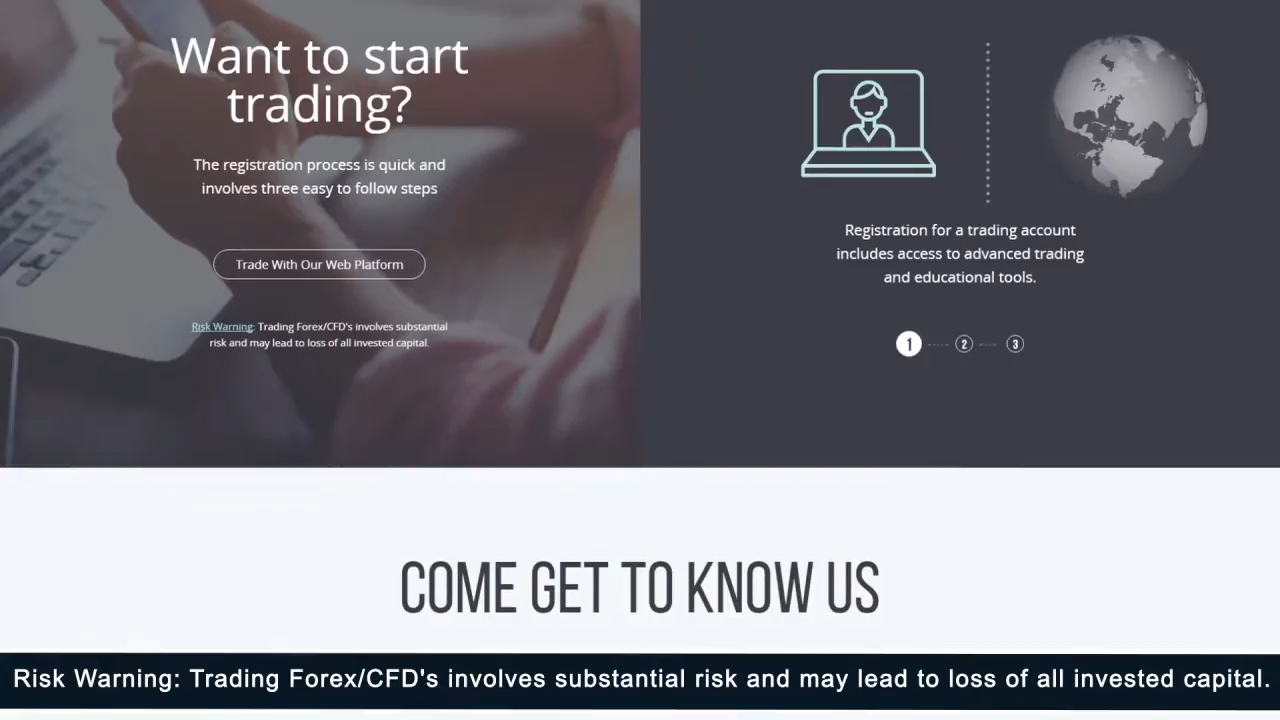 Want to start
trading?
The registration process is quick and
involves three easy to follow steps
Trade With Our Web Platform
Risk Warning: Trading Forex/CFD's involves substantial
risk and may lead to loss of all invested capital.
Registration for a trading account
includes access to advanced trading
and educational tools.
1 2 3
COME GET TO KNOW US
Risk Warning: Trading Forex/CFD's involves substantial risk and may lead to loss of all invested capital.